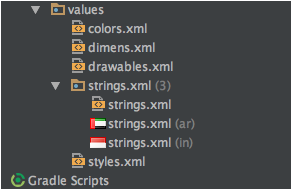 values
colors.xml
dimens.xml
drawables.xml
strings.xml (3)
strings.xml
strings.xml (ar)
strings.xml (in)
styles.xml
Gradle Scripts